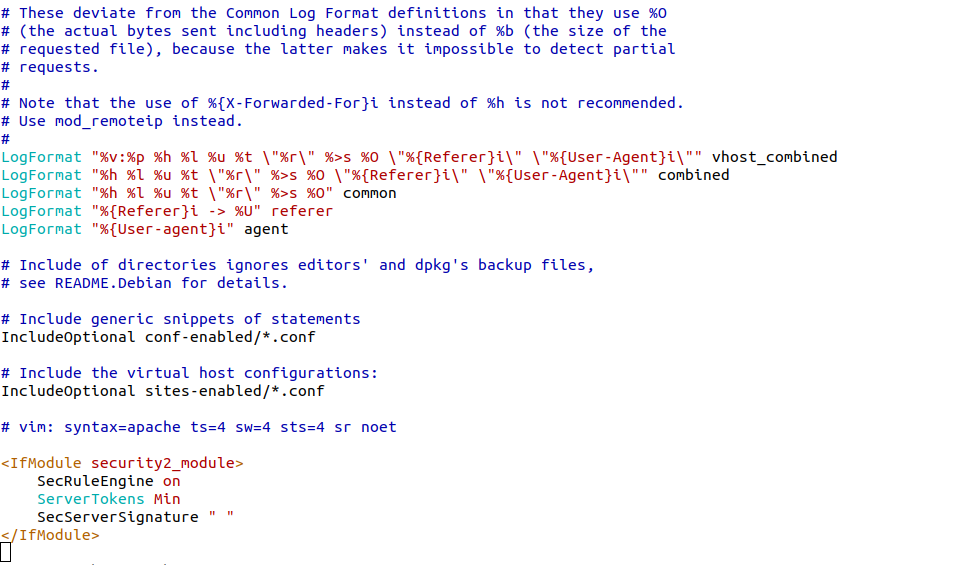 # These deviate from the Common Log Format definitions in that they use %O
# (the actual bytes sent including headers) instead of %b (the size of the
# requested file), because the latter makes it impossible to detect partial
# requests.
#
# Note that the use of %{X-Forwarded-For}i instead of %h is not recommended.
# Use mod_remoteip instead.
#
LogFormat "%v:%p %h %l %u %t \"%r\" %>s %O \"%{Referer}i\" \"%{User-Agent}i\"" vhost_combined
LogFormat "%h %l %u %t \"%r\" %>s %O \"%{Referer}i\" \"%{User-Agent}i\"" combined
LogFormat "%h %l %u %t \"%r\" %>s %O" common
LogFormat "%{Referer}i -> %U" referer
LogFormat "%{User-agent}i" agent
# Include of directories ignores editors' and dpkg's backup files,
# see README.Debian for details.
# Include generic snippets of statements
IncludeOptional conf-enabled/*.conf
# Include the virtual host configurations:
IncludeOptional sites-enabled/*.conf
# vim: syntax=apache ts=4 sw=4 sts=4 sr noet
<IfModule security2_module>
    SecRuleEngine on
    ServerTokens Min
    SecServerSignature " "
</IfModule>